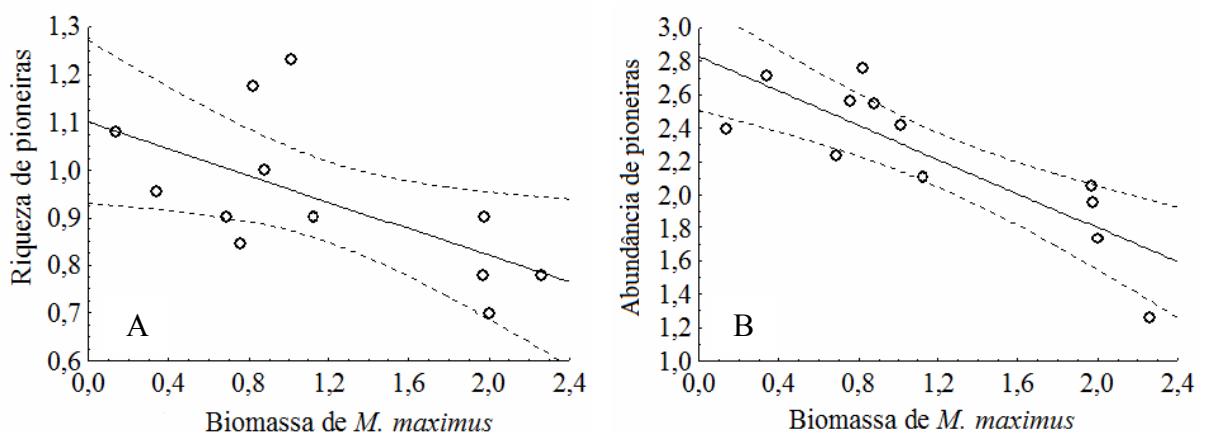 Riqueza de pioneiras
1,3
1,2
1,1
1,0
0,9
0,8
0,7
0,6
A
0,0 0,4 0,8 1,2 1,6 2,0 2,4
Biomassa de M. maximus
Abundância de pioneiras
3,0
2,8
2,6
2,4
2,2
2,0
1,8
1,6
1,4
1,2
1,0
B
0,0 0,4 0,8 1,2 1,6 2,0 2,4
Biomassa de M. maximus